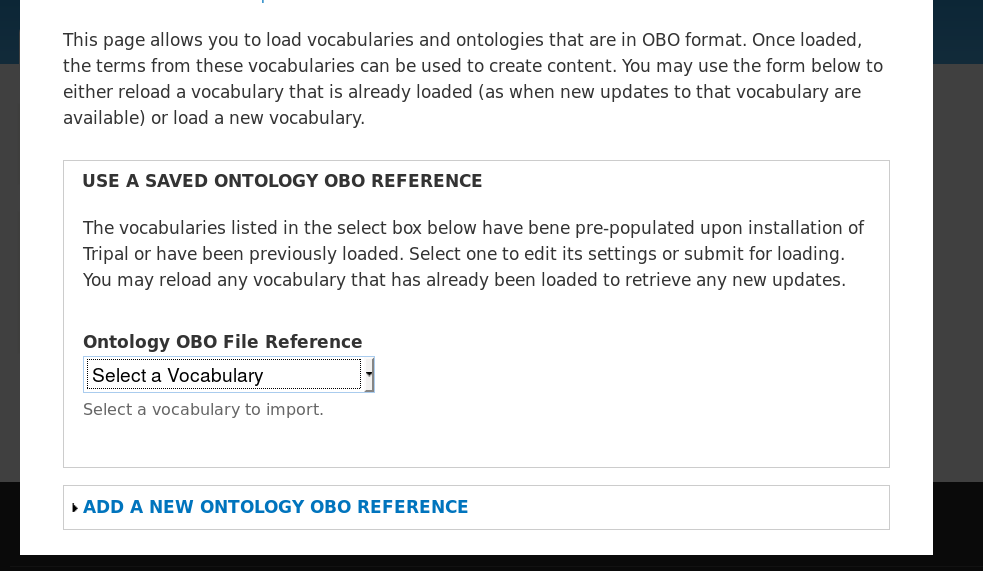 This page allows you to load vocabularies and ontologies that are in OBO format. Once loaded,
the terms from these vocabularies can be used to create content. You may use the form below to
either reload a vocabulary that is already loaded (as when new updates to that vocabulary are
available) or load a new vocabulary.
USE A SAVED ONTOLOGY OBO REFERENCE
The vocabularies listed in the select box below have bene pre-populated upon installation of
Tripal or have been previously loaded. Select one to edit its settings or submit for loading.
You may reload any vocabulary that has already been loaded to retrieve any new updates.
Ontology OBO File Reference
Select a Vocabulary
Select a vocabulary to import.
ADD A NEW ONTOLOGY OBO REFERENCE